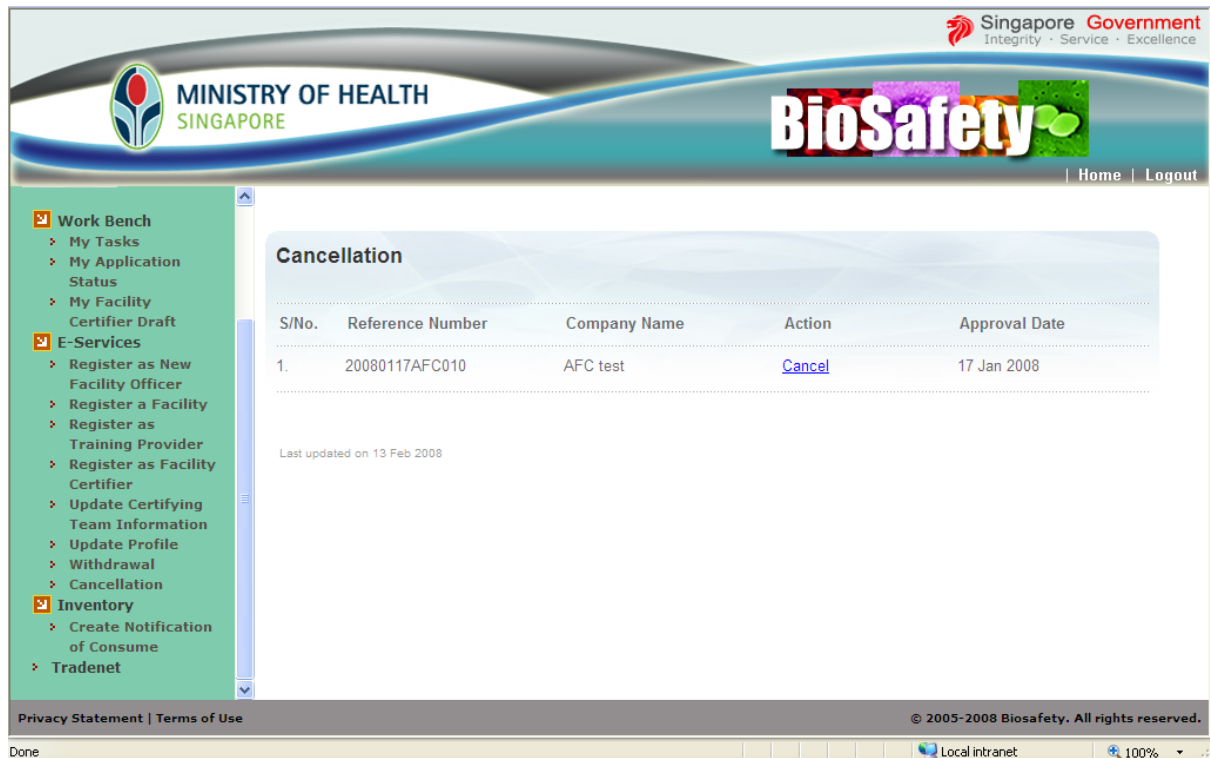 Singapore Government
Integrity · Service · Excellence
MINISTRY OF HEALTH
SINGAPORE
BioSafety
| Home | Logout
Work Bench
My Tasks
My Application
Status
My Facility
Certifier Draft
E-Services
Register as New
Facility Officer
Register a Facility
Register as
Training Provider
Register as Facility
Certifier
Update Certifying
Team Information
Update Profile
Withdrawal
Cancellation
Inventory
Create Notification
of Consume
Tradenet
Cancellation
S/No. Reference Number Company Name Action Approval Date
1. 20080117AFC010 AFC test Cancel 17 Jan 2008
Last updated on 13 Feb 2008
Privacy Statement | Terms of Use © 2005-2008 Biosafety. All rights reserved.
Done Local intranet 100%